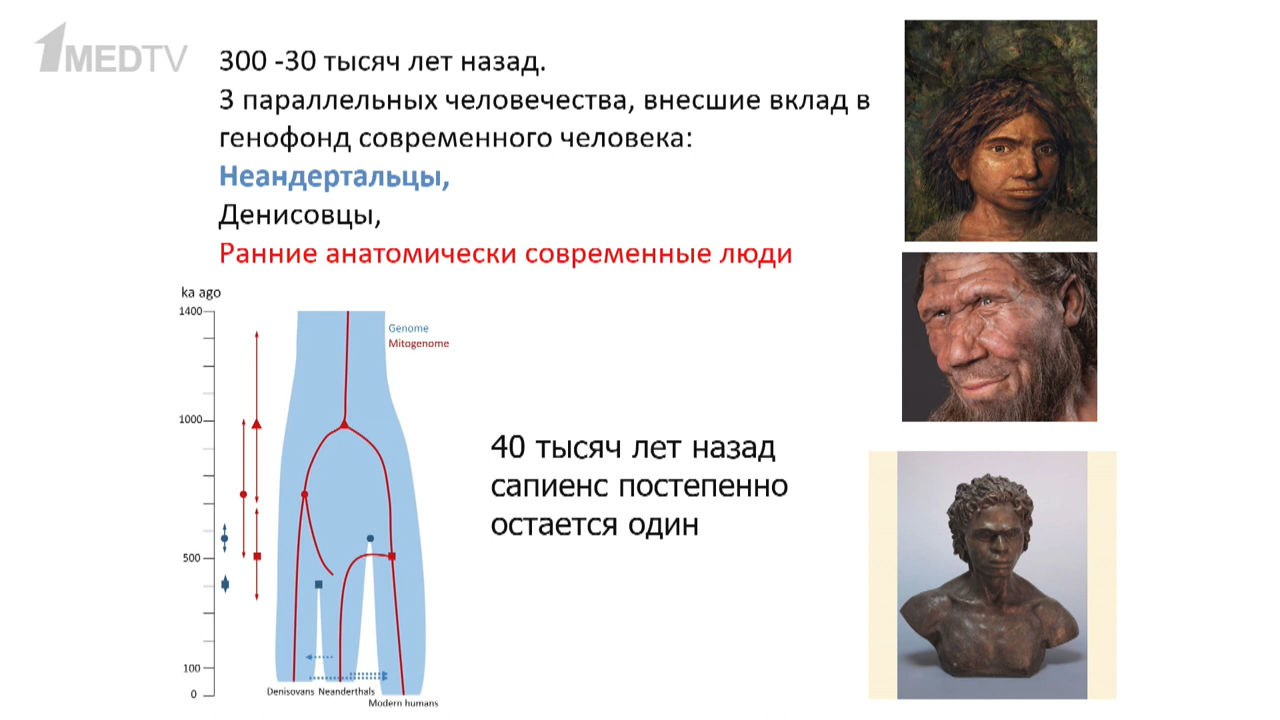 1MEDTV
300 -30 тысяч лет назад.
3 параллельных человечества, внесшие вклад в
генофонд современного человека:
Неандертальцы,
Денисовцы,
Ранние анатомически современные люди
ka ago
1400
Genome
Mitogenome
1000
40 тысяч лет назад
сапиенс постепенно
остается один
500
100
0
Denisovans Neanderthals
Modern humans